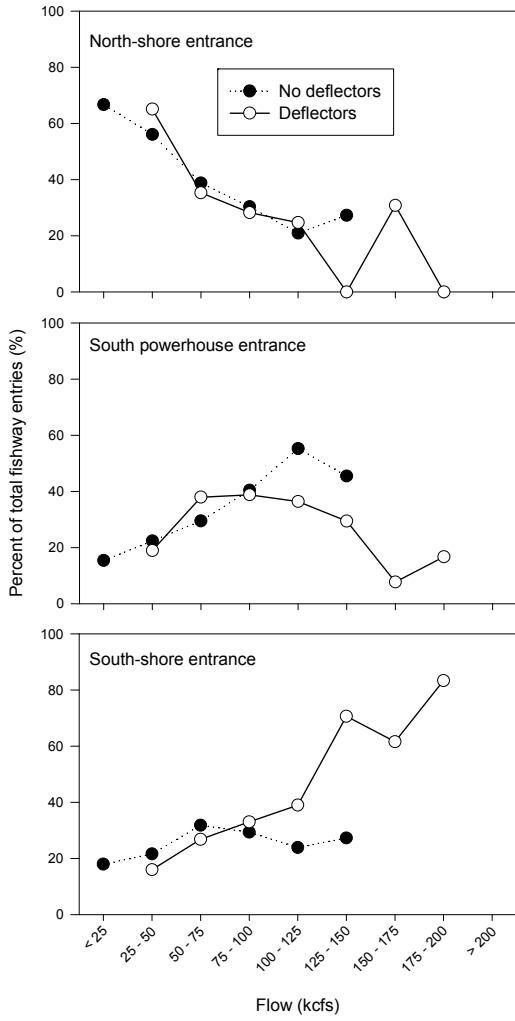 100
North-shore entrance
80
No deflectors
Deflectors
60
40
20
0
100
South powerhouse entrance
80
60
40
20
0
Percent of total fishway entries (%)
100
South-shore entrance
80
60
40
20
0
< 25
25 - 50
50 - 75
75 - 100
100 - 125
125 - 150
150 - 175
175 - 200
> 200
Flow (kcfs)